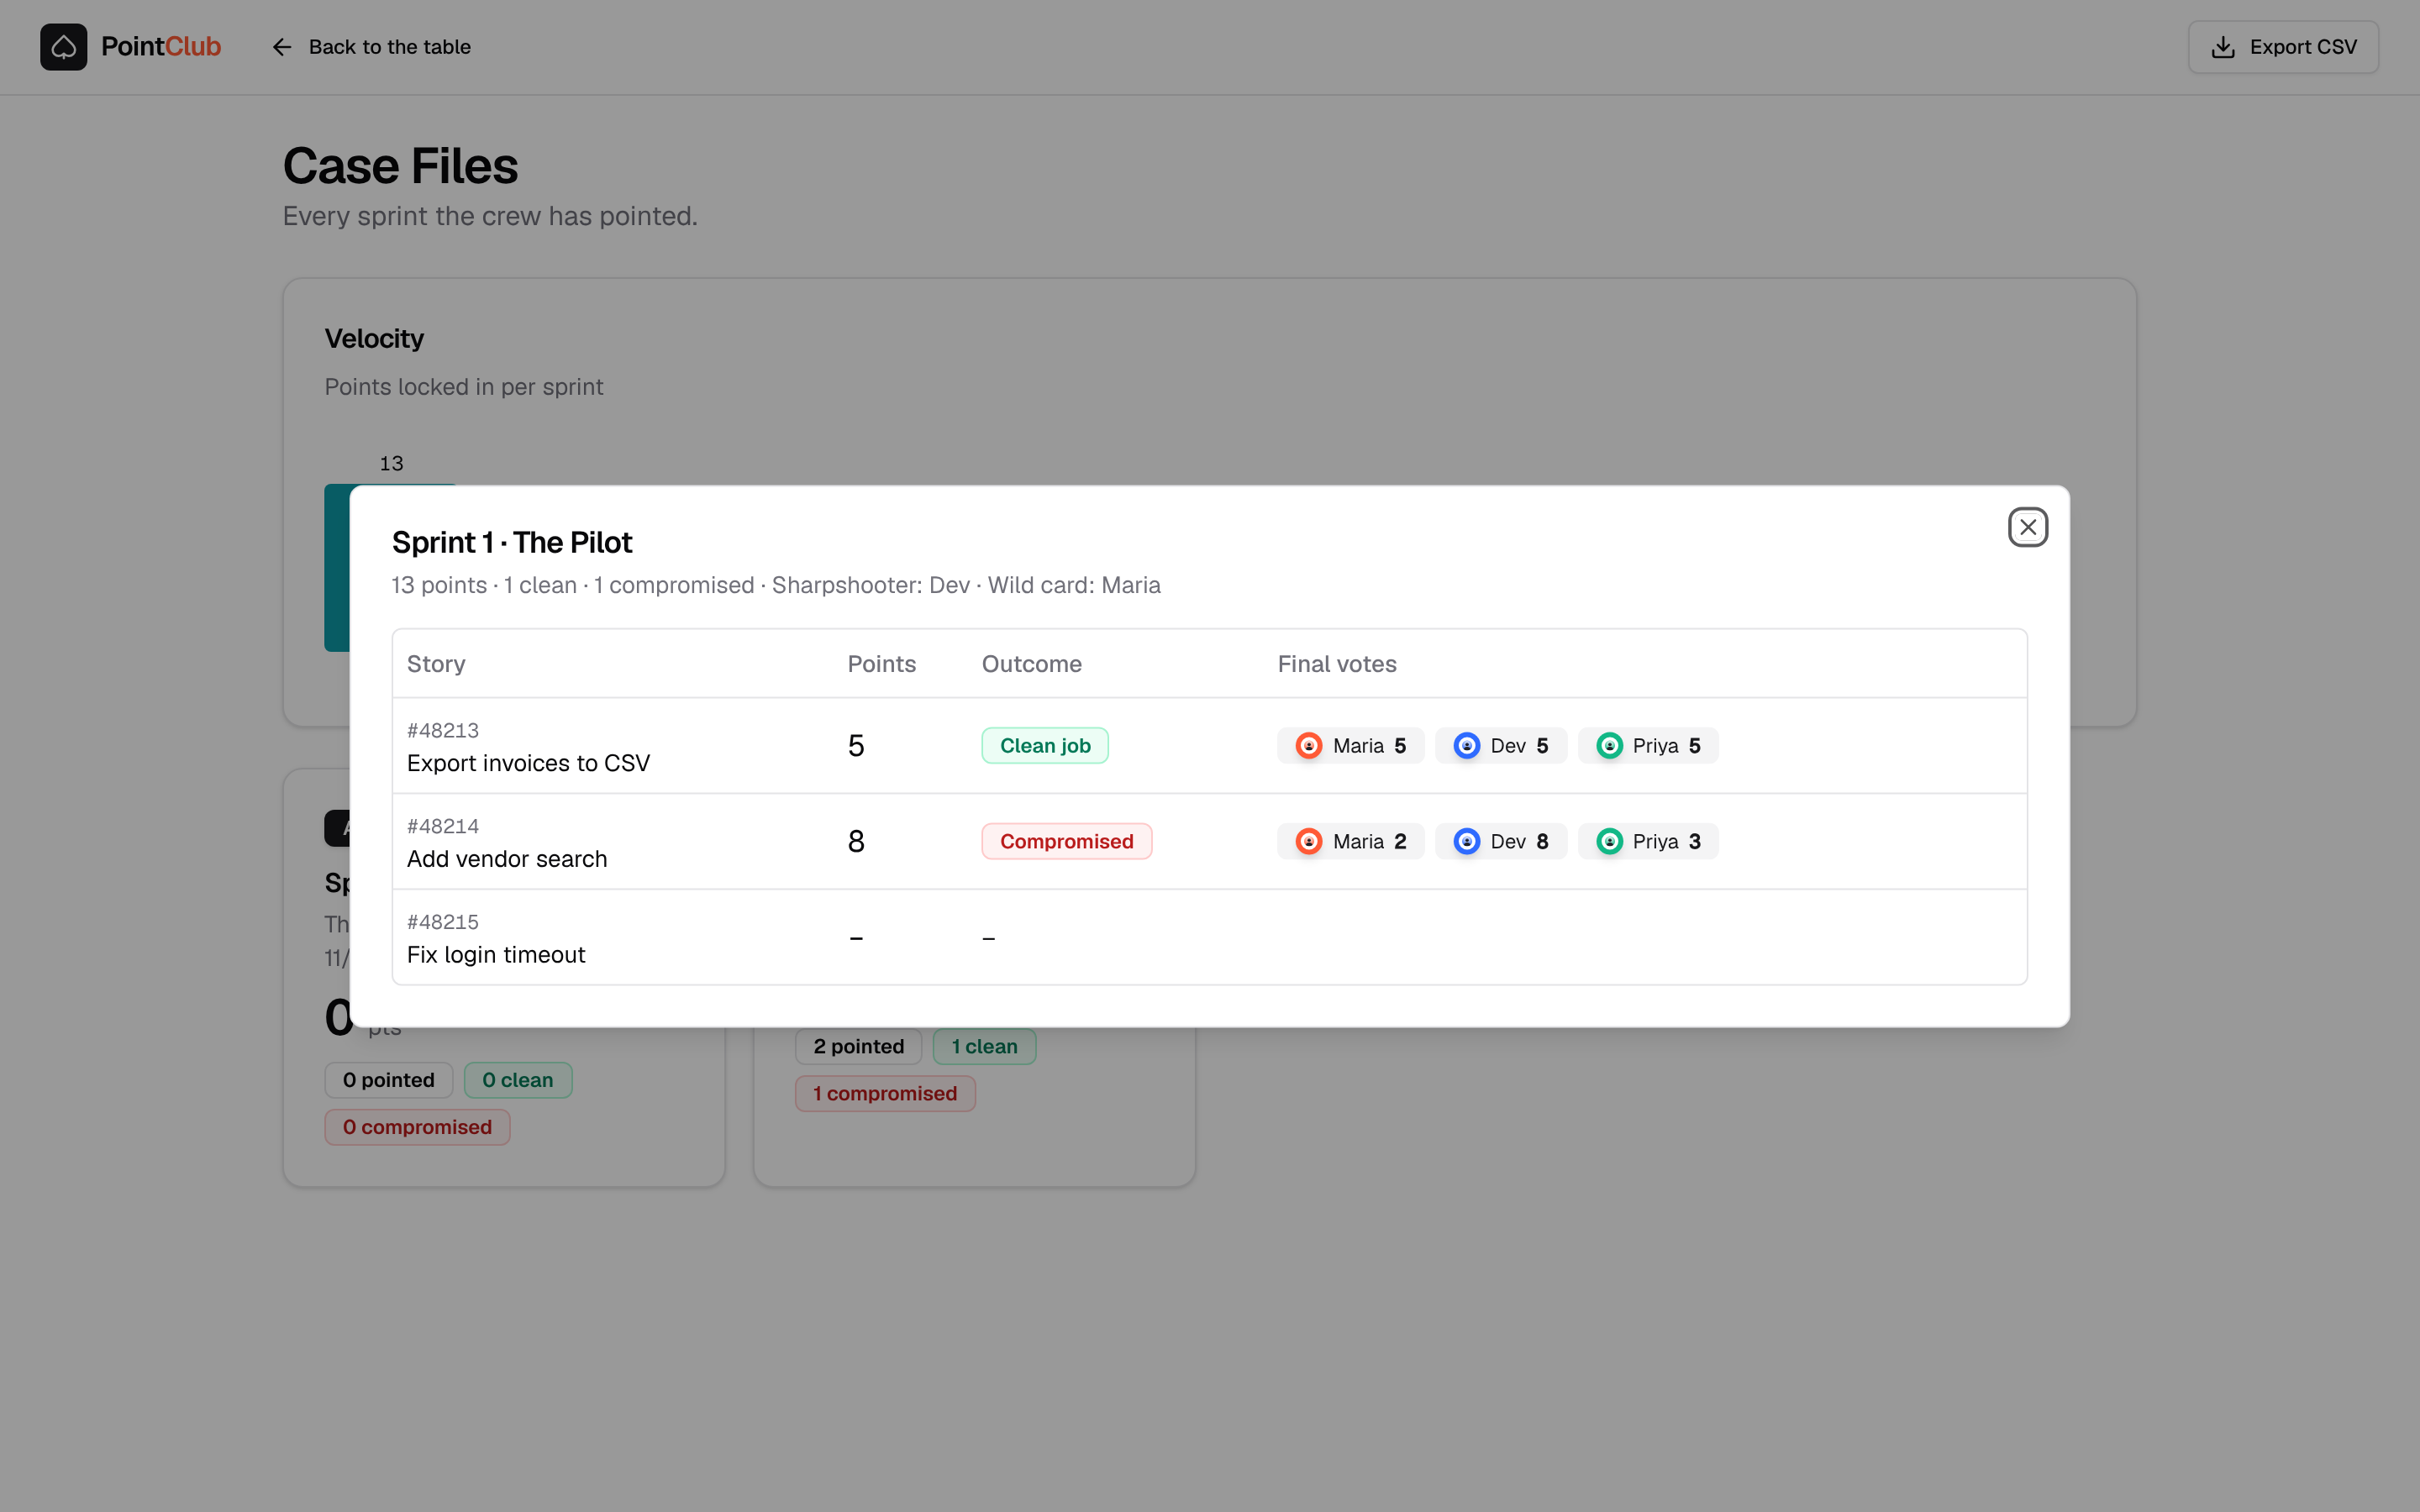 PointClub
Back to the table
Export CSV
Case Files
Every sprint the crew has pointed.
Velocity
Points locked in per sprint
13
Sprint 1 · The Pilot
13 points · 1 clean · 1 compromised · Sharpshooter: Dev · Wild card: Maria
Story Points Outcome Final votes
#48213
Export invoices to CSV
5 Clean job Maria 5 Dev 5 Priya 5
#48214
Add vendor search
8 Compromised Maria 2 Dev 8 Priya 3
#48215
Fix login timeout
– –
0 pts
0 pointed 0 clean
0 compromised
2 pointed 1 clean
1 compromised